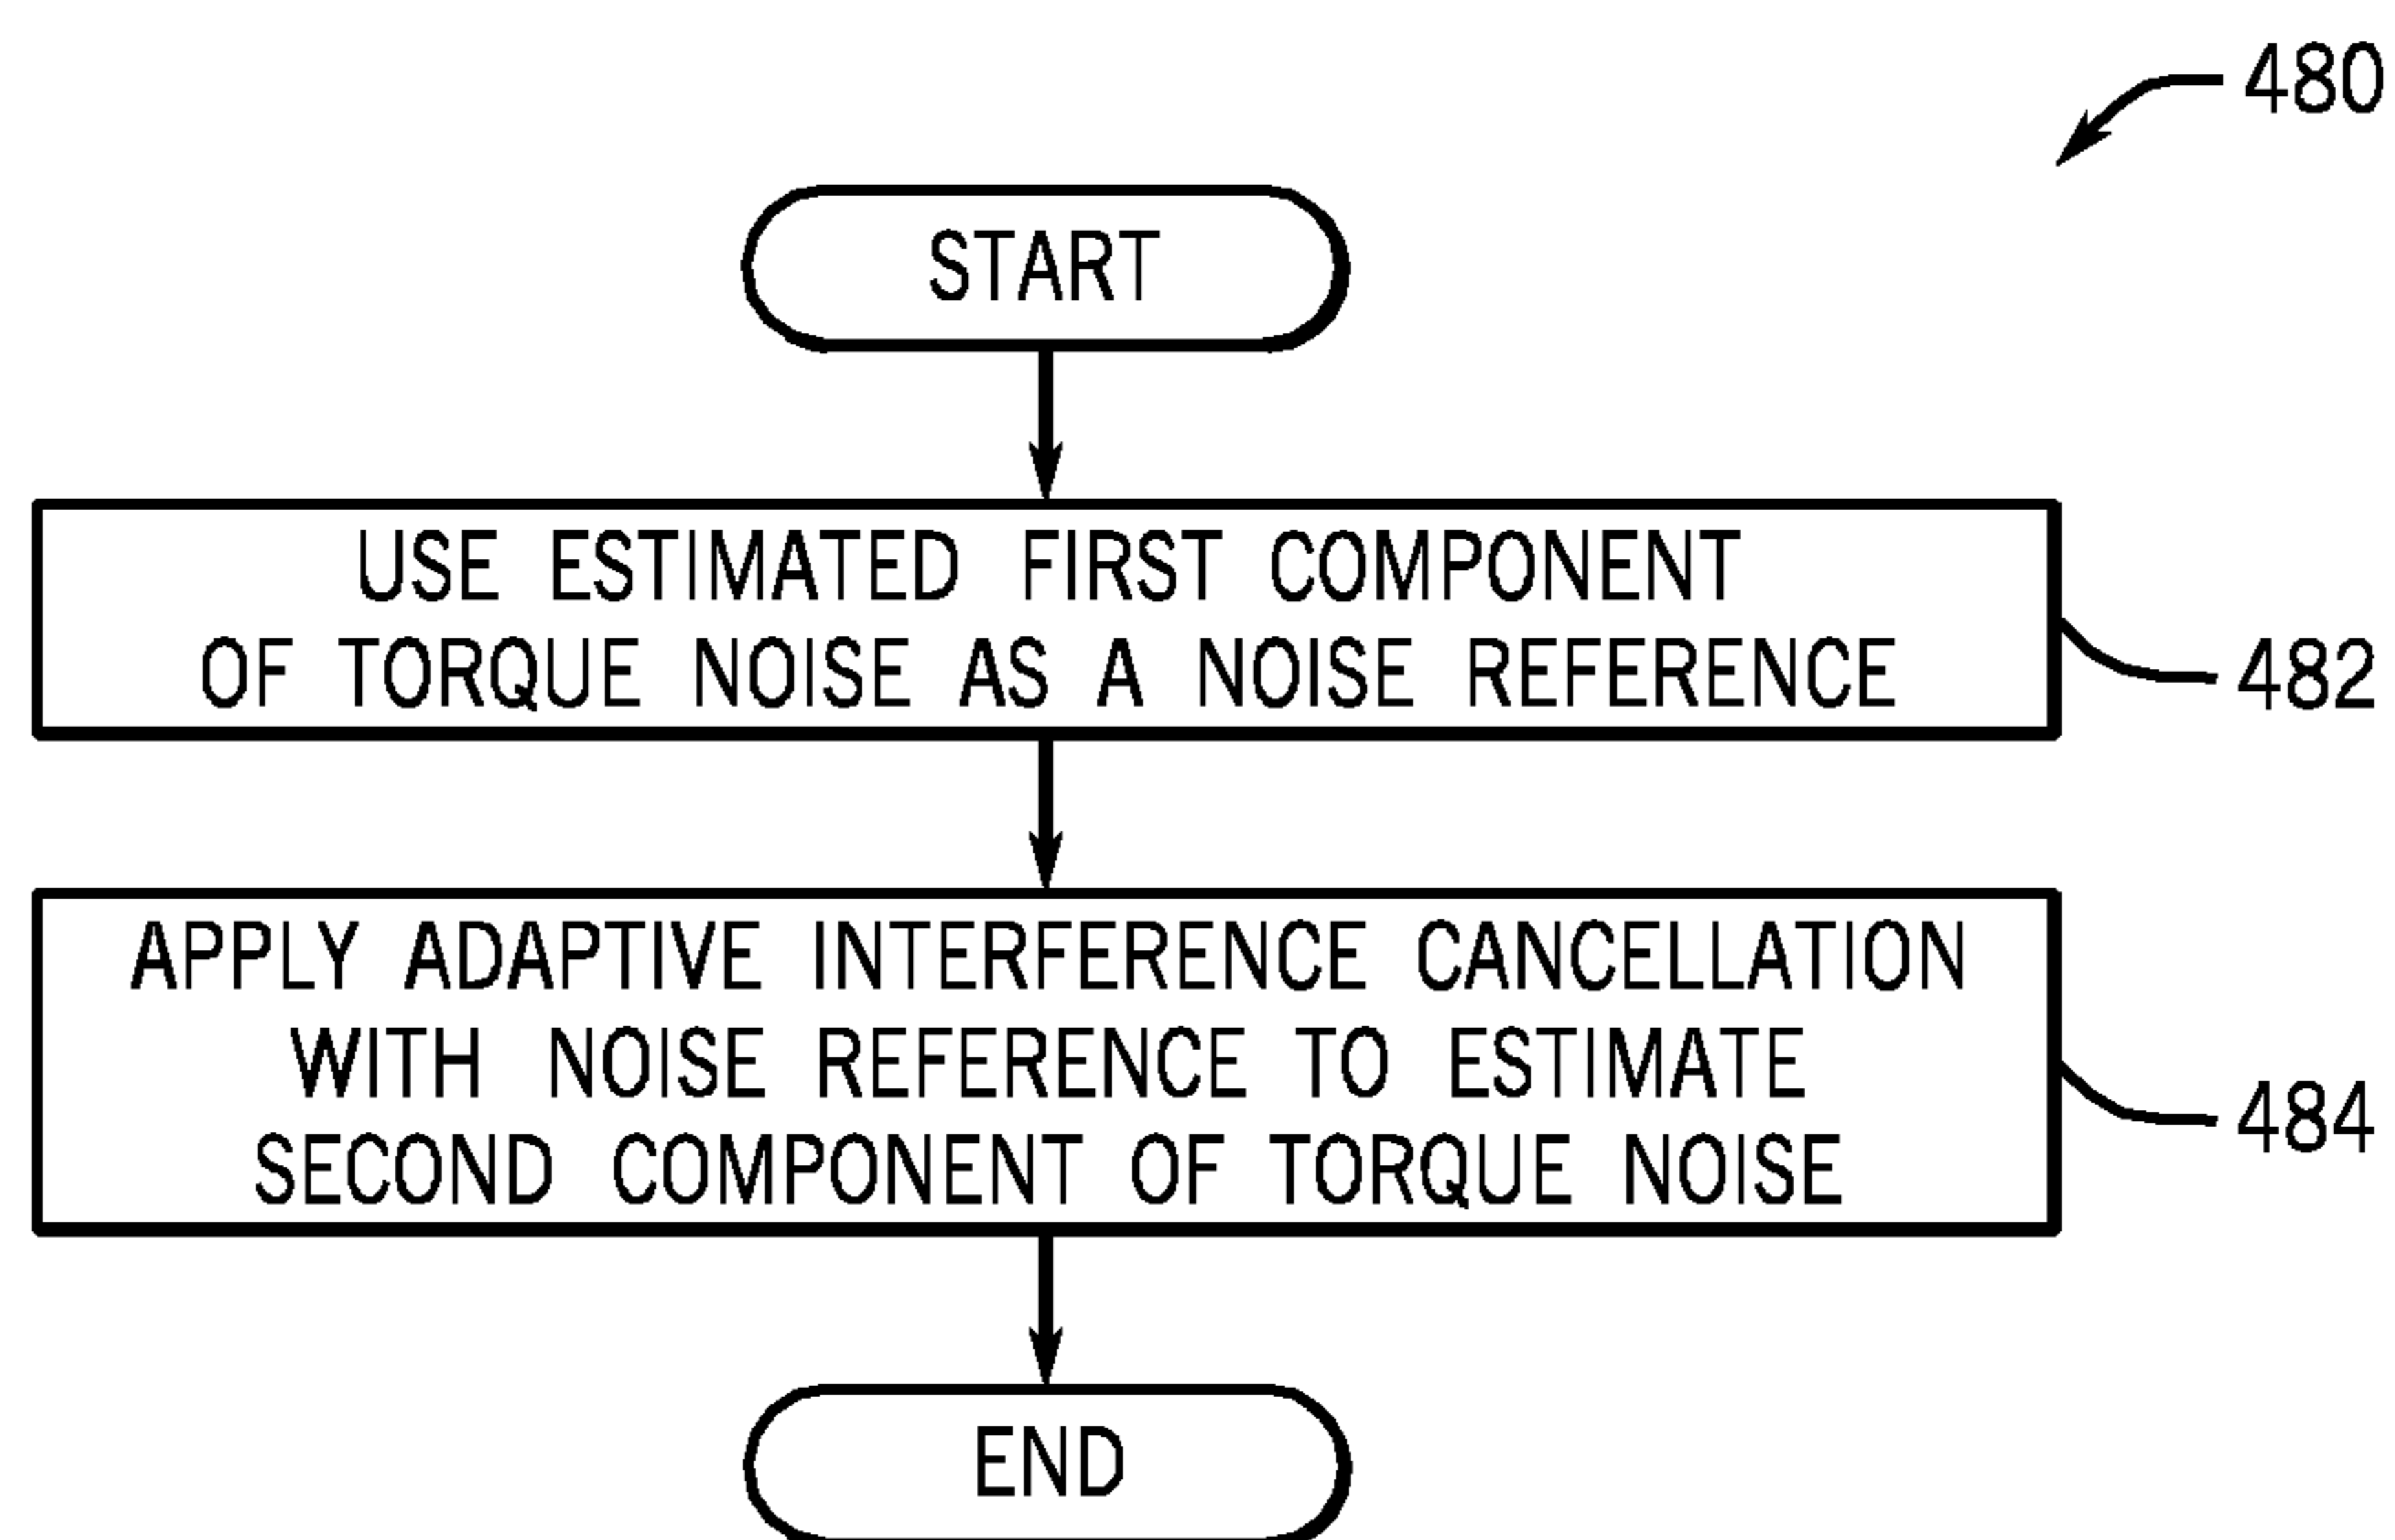 480
START
USE ESTIMATED FIRST COMPONENT
OF TORQUE NOISE AS A NOISE REFERENCE
482
APPLY ADAPTIVE INTERFERENCE CANCELLATION
WITH NOISE REFERENCE TO ESTIMATE
SECOND COMPONENT OF TORQUE NOISE
484
END